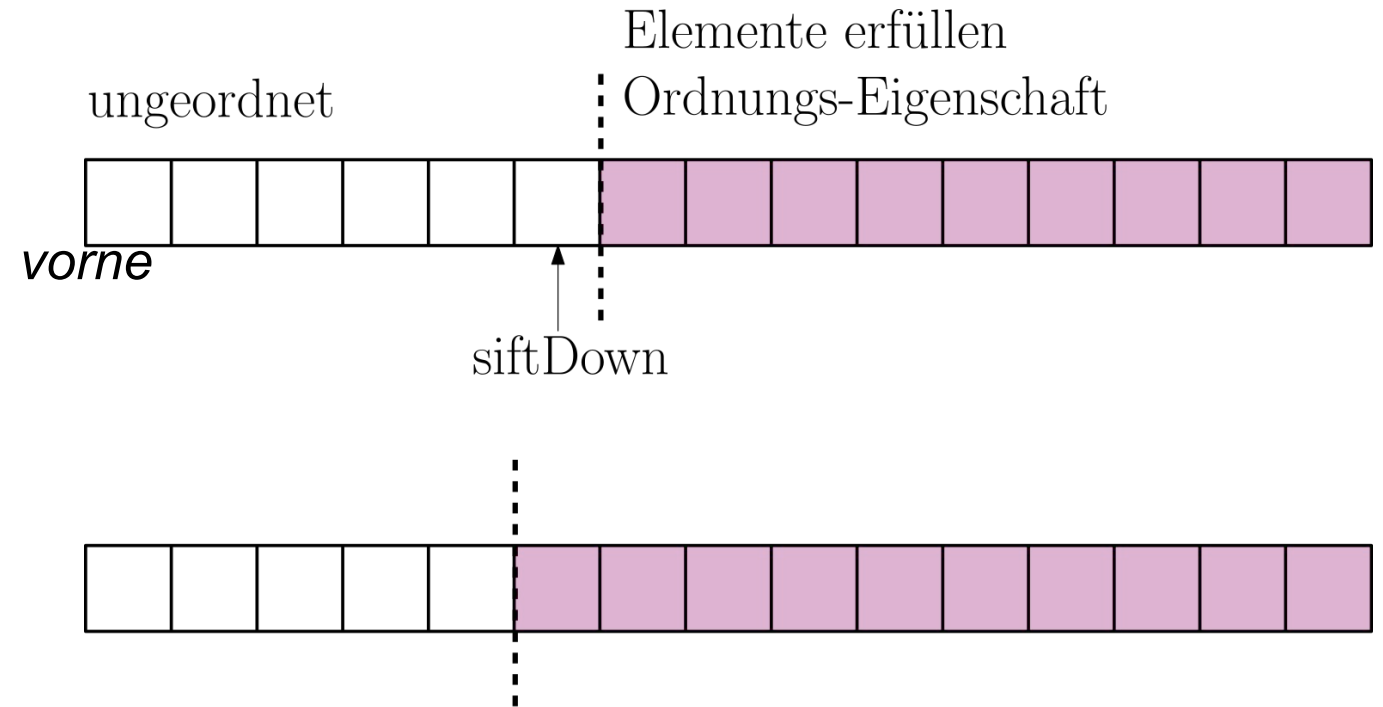 Elemente erfüllen
ungeordnet
Ordnungs-Eigenschaft
vorne
siftDown